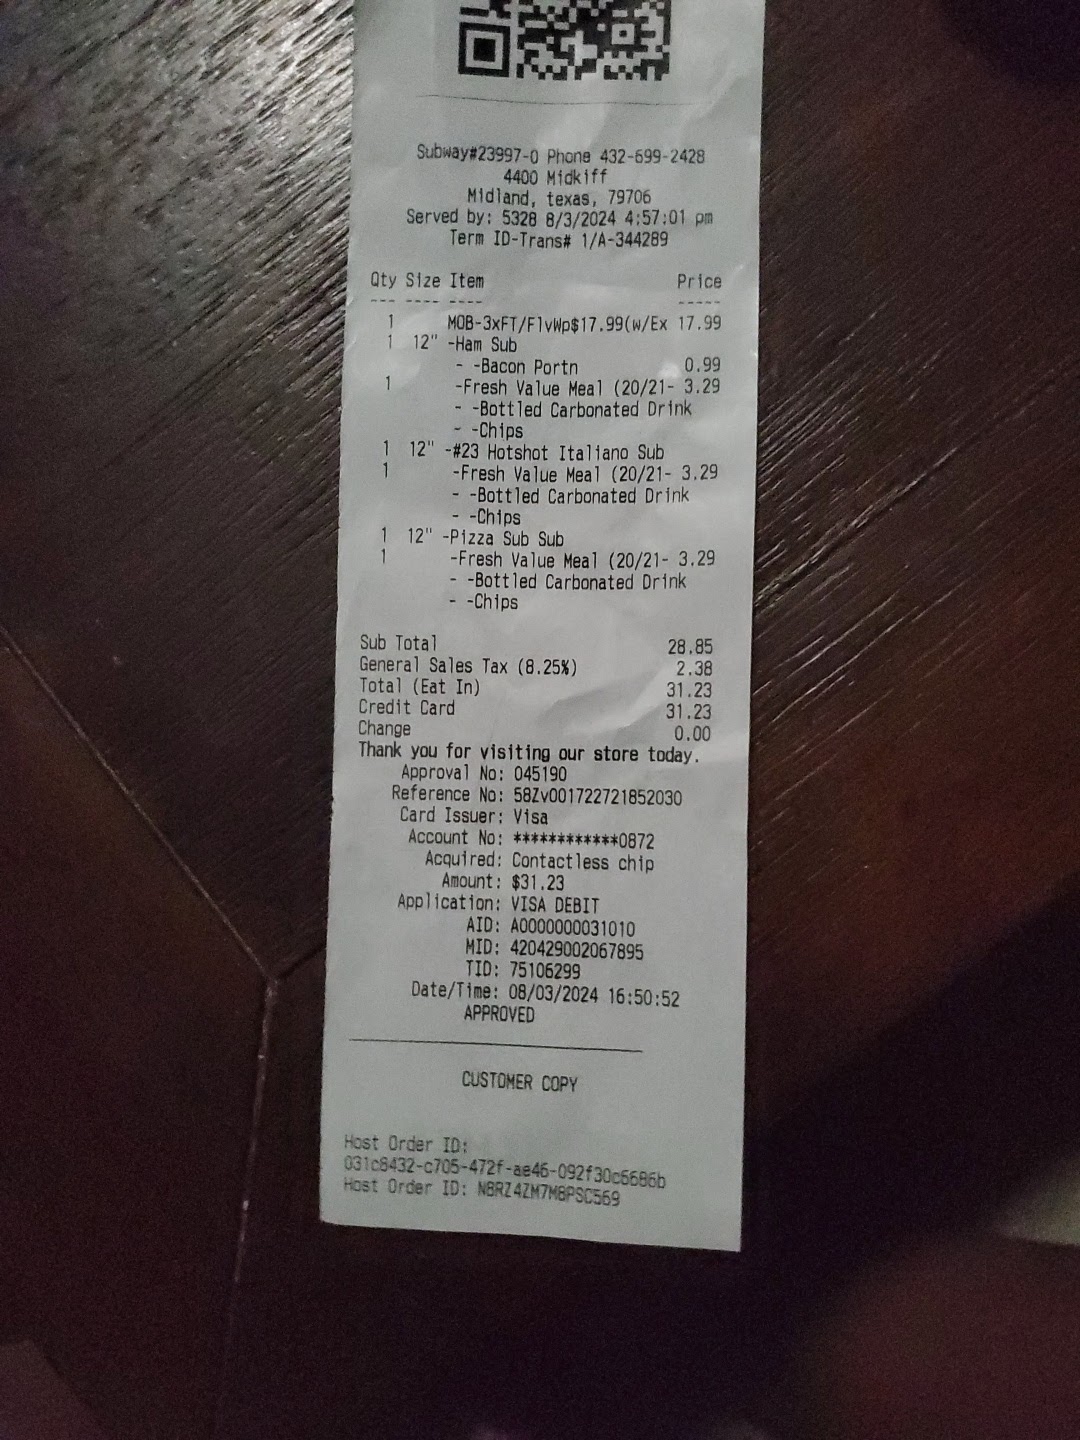 Subway#23997-0 Phone 432-699-2428
4400 Midkiff
Midland, texas, 79706
Served by: 5328 8/3/2024 4:57:01 pm
Term ID-Trans# 1/A-344289
Qty Size Item Price
--- ---- ---- -----
1 MOB-3xFT/FlvWp$17.99(w/Ex 17.99
1 12" -Ham Sub
- -Bacon Portn 0.99
1 -Fresh Value Meal (20/21- 3.29
- -Bottled Carbonated Drink
- -Chips
1 12" -#23 Hotshot Italiano Sub
1 -Fresh Value Meal (20/21- 3.29
- -Bottled Carbonated Drink
- -Chips
1 12" -Pizza Sub Sub
1 -Fresh Value Meal (20/21- 3.29
- -Bottled Carbonated Drink
- -Chips
Sub Total 28.85
General Sales Tax (8.25%) 2.38
Total (Eat In) 31.23
Credit Card 31.23
Change 0.00
Thank you for visiting our store today.
Approval No: 045190
Reference No: 58Zv001722721852030
Card Issuer: Visa
Account No: ************0872
Acquired: Contactless chip
Amount: $31.23
Application: VISA DEBIT
AID: A0000000031010
MID: 420429002067895
TID: 75106299
Date/Time: 08/03/2024 16:50:52
APPROVED
CUSTOMER COPY
Host Order ID:
031c8432-c705-472f-ae46-092f30c6686b
Host Order ID: N8RZ4ZM7M8PSC569